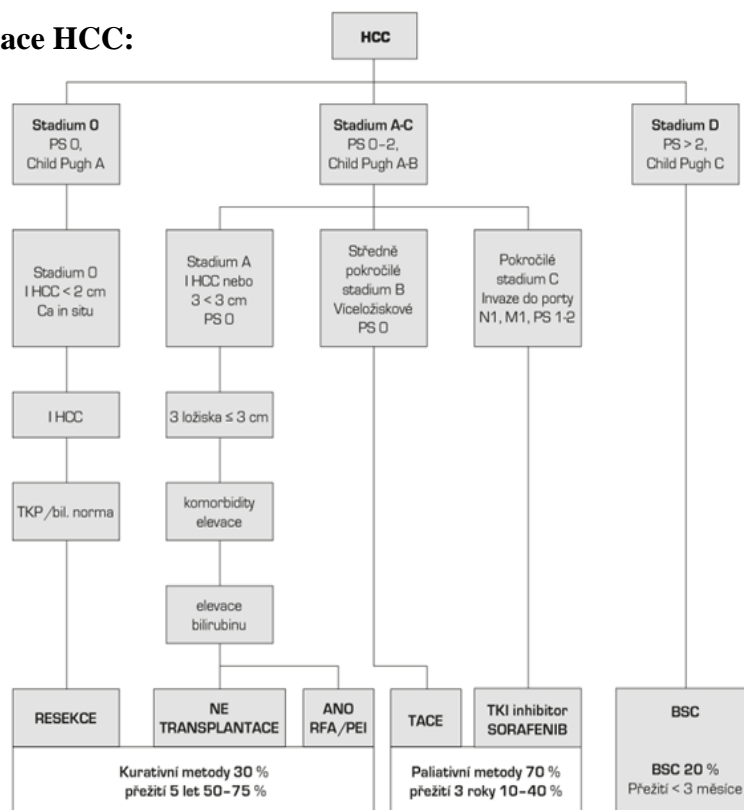 ace HCC:
HCC
Stadium 0
PS 0,
Child Pugh A
Stadium A-C
PS 0-2,
Child Pugh A-B
Stadium D
PS > 2,
Child Pugh C
Stadium 0
I HCC < 2 cm
Ca in situ
Stadium A
I HCC nebo
3 < 3 cm
PS 0
Středně
pokročilé
stadium B
Víceložiskové
PS 0
Pokročilé
stadium C
Invaze do porty
N1, M1, PS 1-2
I HCC
3 ložiska ≤ 3 cm
TKP/bil. norma
komorbidity
elevace
elevace
bilirubinu
RESEKCE
NE
TRANSPLANTACE
ANO
RFA/PEI
TACE
TKI inhibitor
SORAFENIB
BSC
Kurativní metody 30 %
přežití 5 let 50-75 %
Paliativní metody 70 %
přežití 3 roky 10-40 %
BSC 20 %
Přežití < 3 měsíce